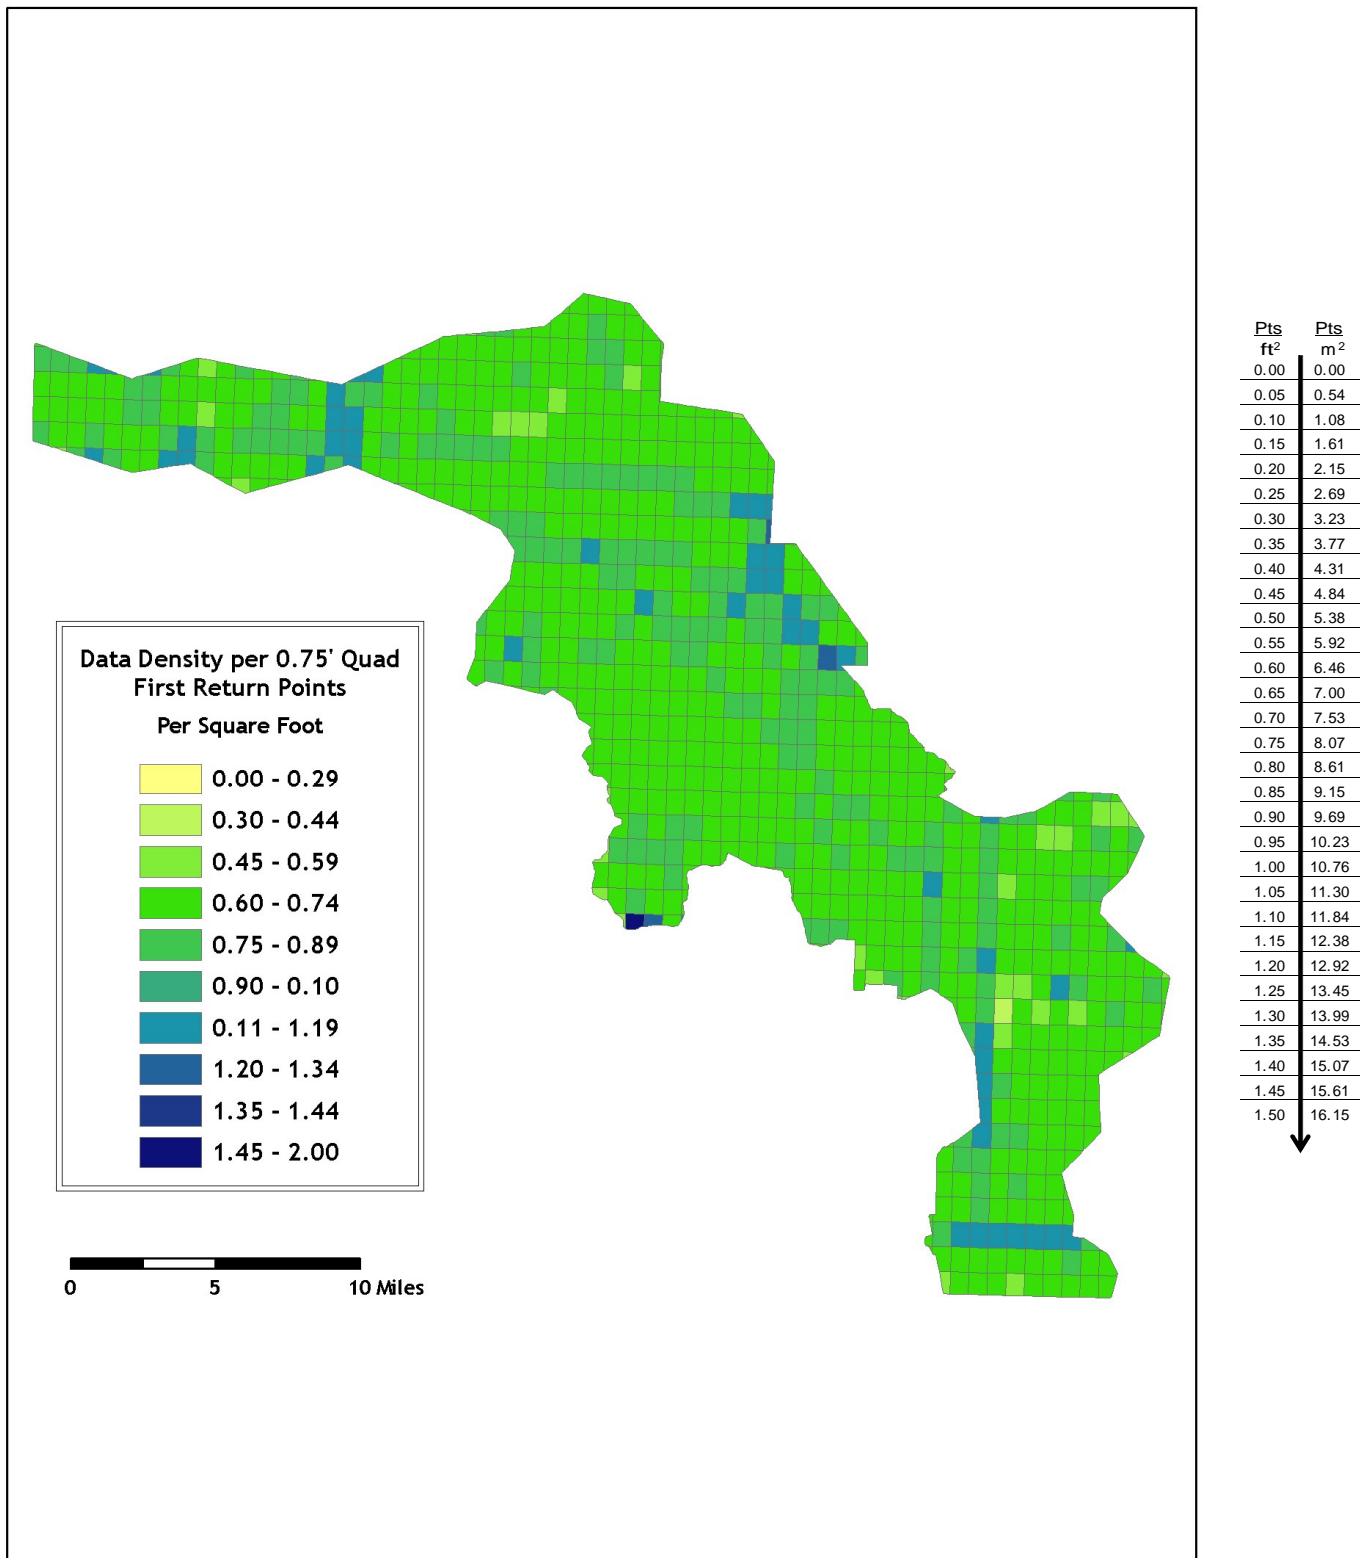 Data Density per 0.75' Quad
First Return Points
Per Square Foot
0.00 - 0.29
0.30 - 0.44
0.45 - 0.59
0.60 - 0.74
0.75 - 0.89
0.90 - 0.10
0.11 - 1.19
1.20 - 1.34
1.35 - 1.44
1.45 - 2.00
0 5 10 Miles
Pts Pts
ft² m²
0.00 0.00
0.05 0.54
0.10 1.08
0.15 1.61
0.20 2.15
0.25 2.69
0.30 3.23
0.35 3.77
0.40 4.31
0.45 4.84
0.50 5.38
0.55 5.92
0.60 6.46
0.65 7.00
0.70 7.53
0.75 8.07
0.80 8.61
0.85 9.15
0.90 9.69
0.95 10.23
1.00 10.76
1.05 11.30
1.10 11.84
1.15 12.38
1.20 12.92
1.25 13.45
1.30 13.99
1.35 14.53
1.40 15.07
1.45 15.61
1.50 16.15